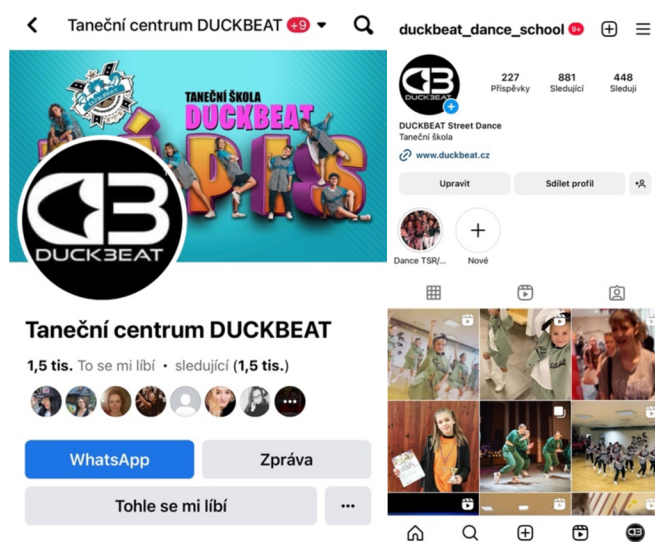 Taneční centrum DUCKBEAT +9
TANEČNÍ ŠKOLA
DUCKBEAT
ÁPIS
DUCKBEAT
Taneční centrum DUCKBEAT
1,5 tis. To se mi líbí • sledující (1,5 tis.)
WhatsApp
Zpráva
Tohle se mi líbí
duckbeat_dance_school 9+
DUCKBEAT
227
881
448
Příspěvky
Sledující
Sleduji
DUCKBEAT Street Dance
Taneční škola
www.duckbeat.cz
Upravit
Sdílet profil
Dance TSR/...
Nové